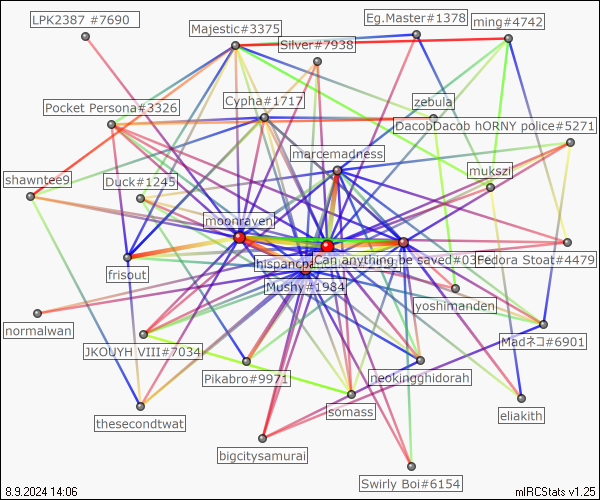 LPK2387 #7690
Majestic#3375
Eg.Master#1378
ming#4742
Silver#7938
Pocket Persona#3326
Cypha#1717
zebula
DacobDacob hORNY police#5271
marcemadness
shawntee9
Duck#1245
mukszl
moonraven
Can anything be saved#03
Fedora Stoat#4479
frisout
Mushy#1984
yoshimanden
normalwan
JKOUYH VIII#7034
Madネコ#6901
Pikabro#9971
neokingghidorah
somass
thesecondtwat
eliakith
bigcitysamurai
Swirly Boi#6154
8.9.2024 14:06
mIRCStats v1.25